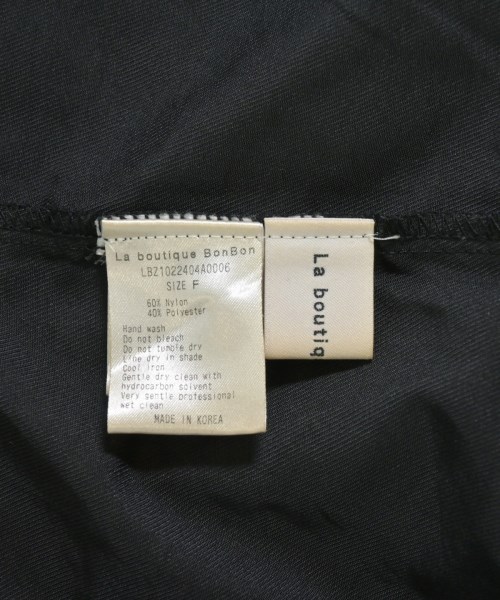 La boutique BonBon
LBZ1022404A0006
SIZE F
60% Nylon
40% Polyester
Hand wash
Do not bleach
Do not tumble dry
Line dry in shade
Cool iron
Gentle dry clean with
hydrocarbon solvent
Very gentle professional
wet clean
MADE IN KOREA
La boutiq